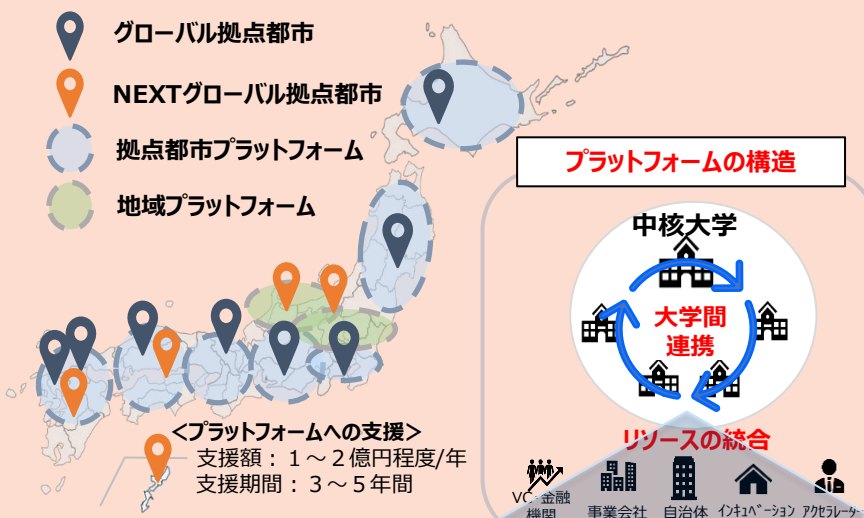 グローバル拠点都市
NEXTグローバル拠点都市
拠点都市プラットフォーム
地域プラットフォーム
＜プラットフォームへの支援＞
支援額：１～２億円程度/年
支援期間：３～５年間
プラットフォームの構造
中核大学
大学間
連携
リソースの統合
VC・金融
機関
事業会社
自治体
ｲﾝｷｭﾍﾞｰｼｮﾝ
ｱｸｾﾗﾚｰﾀｰ